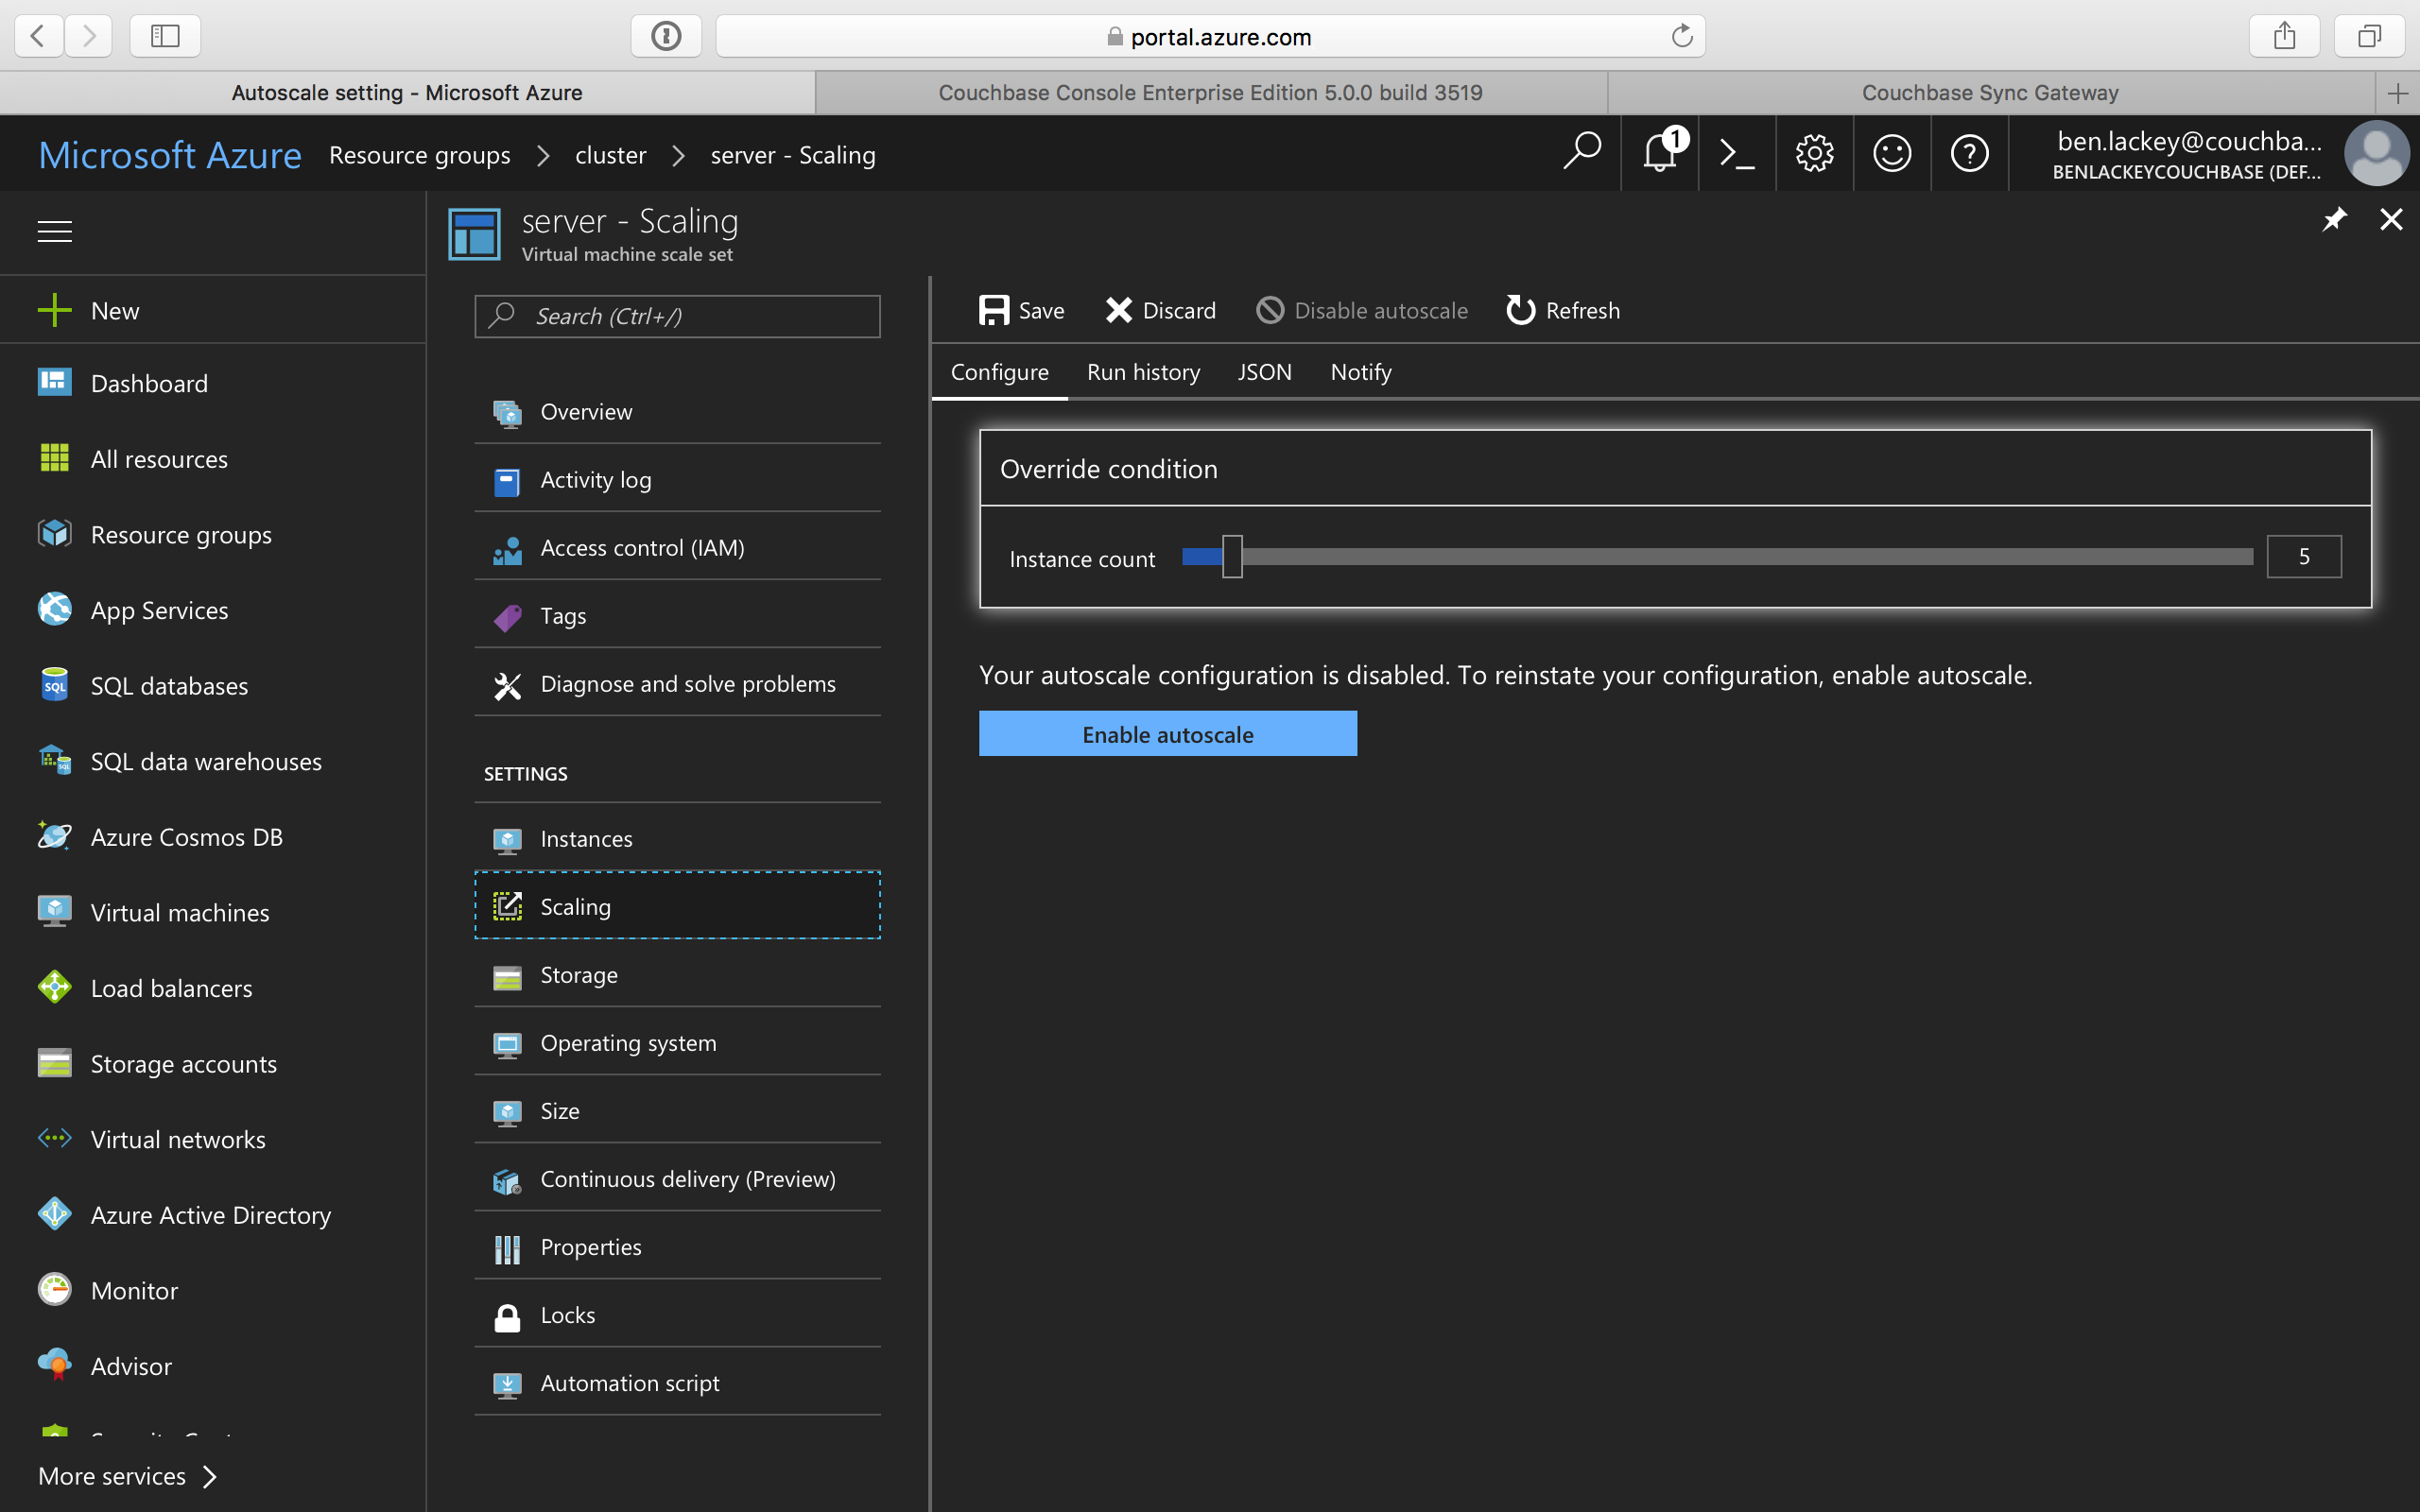 portal.azure.com
Autoscale setting - Microsoft Azure
Couchbase Console Enterprise Edition 5.0.0 build 3519
Couchbase Sync Gateway
Microsoft Azure
Resource groups > cluster > server - Scaling
1
ben.lackey@couchba...
BENLACKEYCOUCHBASE (DEF...
server - Scaling
Virtual machine scale set
New
Dashboard
All resources
Resource groups
App Services
SQL databases
SQL data warehouses
Azure Cosmos DB
Virtual machines
Load balancers
Storage accounts
Virtual networks
Azure Active Directory
Monitor
Advisor
More services
Search (Ctrl+/)
Overview
Activity log
Access control (IAM)
Tags
Diagnose and solve problems
SETTINGS
Instances
Scaling
Storage
Operating system
Size
Continuous delivery (Preview)
Properties
Locks
Automation script
Save
Discard
Disable autoscale
Refresh
Configure
Run history
JSON
Notify
Override condition
Instance count
5
Your autoscale configuration is disabled. To reinstate your configuration, enable autoscale.
Enable autoscale